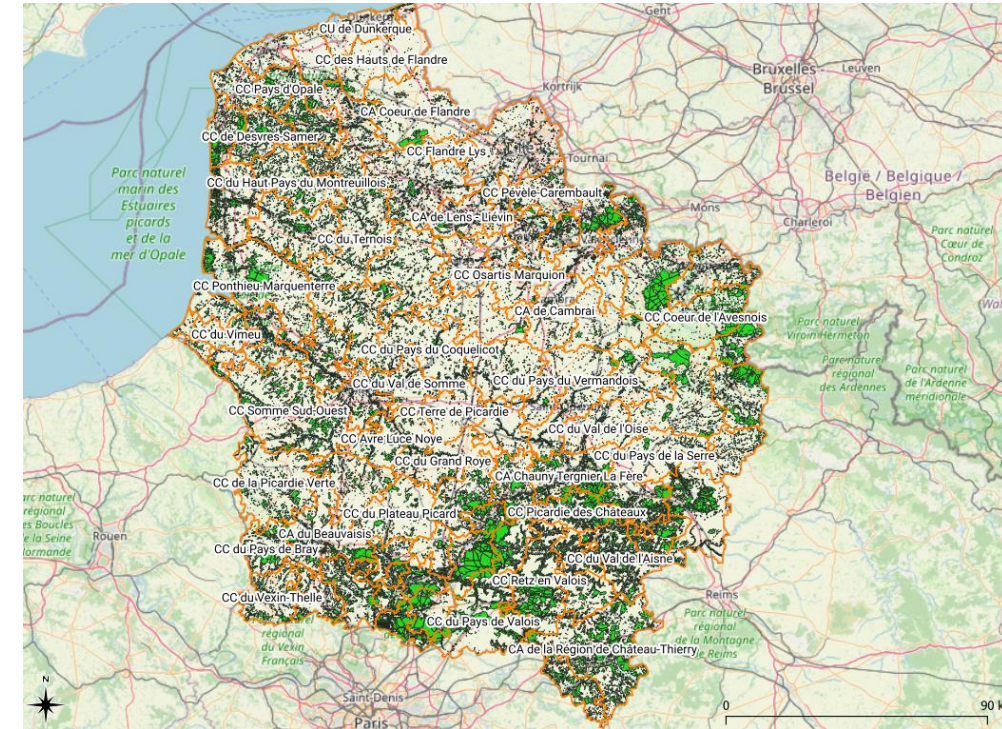 Gent
CU de Dunkerque
CC des Hauts de Flandre
Bruxelles -
Brussel
Leuven
Kortrijk
CC Pays d'Opale
CA Coeur de Flandre
CC de Desvres-Samer
CC Flandre Lys
Tournai
Parc naturel
marin des
Estuaires
picards
et de la
mer d'Opale
CC du Haut Pays du Montreuillois
CC Pévèle-Carembault
België / Belgique /
Belgien
Mons
Charleroi
CA de Lens - Liévin
CC du Ternois
Parc naturel
Cœur de
Condroz
CC Osartis Marquion
CC Ponthieu-Marquenterre
CA de Cambrai
CC Coeur de l'Avesnois
Parc naturel
viroin Hermeton
CC du Vimeu
CC du Pays du Coquelicot
Parc naturel
régional
des Ardennes
Parc naturel
de l'Ardenne
méridionale
CC du Val de Somme
CC du Pays du Vermandois
CC Somme Sud-Ouest
CC Terre de Picardie
CC du Val de l'Oise
CC Avre Luce Noye
CC du Grand Roye
CC du Pays de la Serre
CC de la Picardie Verte
CA Chauny Tergnier La Fère
CC du Plateau Picard
CC Picardie des Châteaux
Rouen
CA du Beauvaisis
CC du Pays de Bray
CC du Val de l'Aisne
CC Retz en Valois
CC du Vexin-Thelle
Reims
CC du Pays de Valois
Parc naturel
régional
de la Montagne
de Reims
régional
du Vexin
Français
CA de la Région de Château-Thierry
Saint-Denis
Paris
N
0
90 k